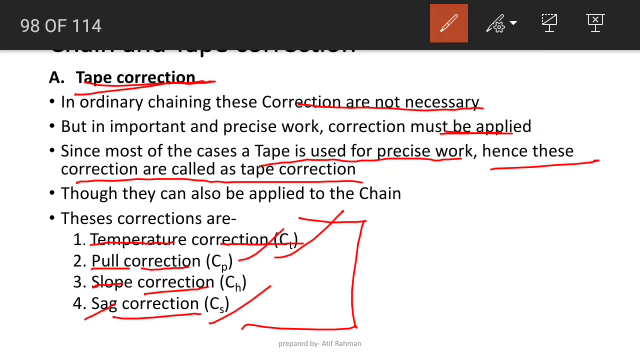 98 OF 114
Chain and Tape correction
A. Tape correction
• In ordinary chaining these Correction are not necessary
• But in important and precise work, correction must be applied
• Since most of the cases a Tape is used for precise work, hence these
correction are called as tape correction
• Though they can also be applied to the Chain
• Theses corrections are-
1. Temperature correction (Ct)
2. Pull correction (Cp)
3. Slope correction (Ch)
4. Sag correction (Cs)
prepared by- Atif Rahman